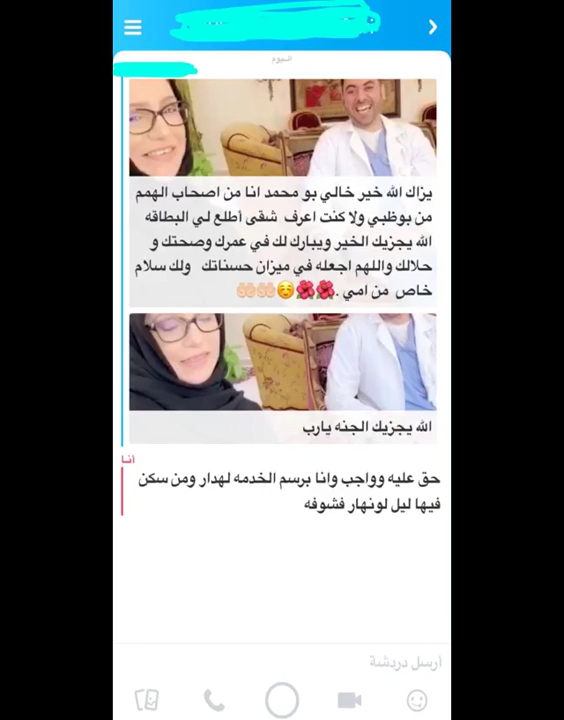 اليوم
يزاك الله خير خالي بو محمد انا من اصحاب الهمم
من بوظبي ولا كنت اعرف شقى أطلع لي البطاقه
الله يجزيك الخير ويبارك لك في عمرك وصحتك و
حلالك واللهم اجعله في ميزان حسناتك ولك سلام
خاص من امي .🌺🌺☺️🤲🏻🤲🏻
الله يجزيك الجنه يارب
انا
حق عليه وواجب وانا برسم الخدمه لهدار ومن سكن
فيها ليل لونهار فشوفه
أرسل دردشة